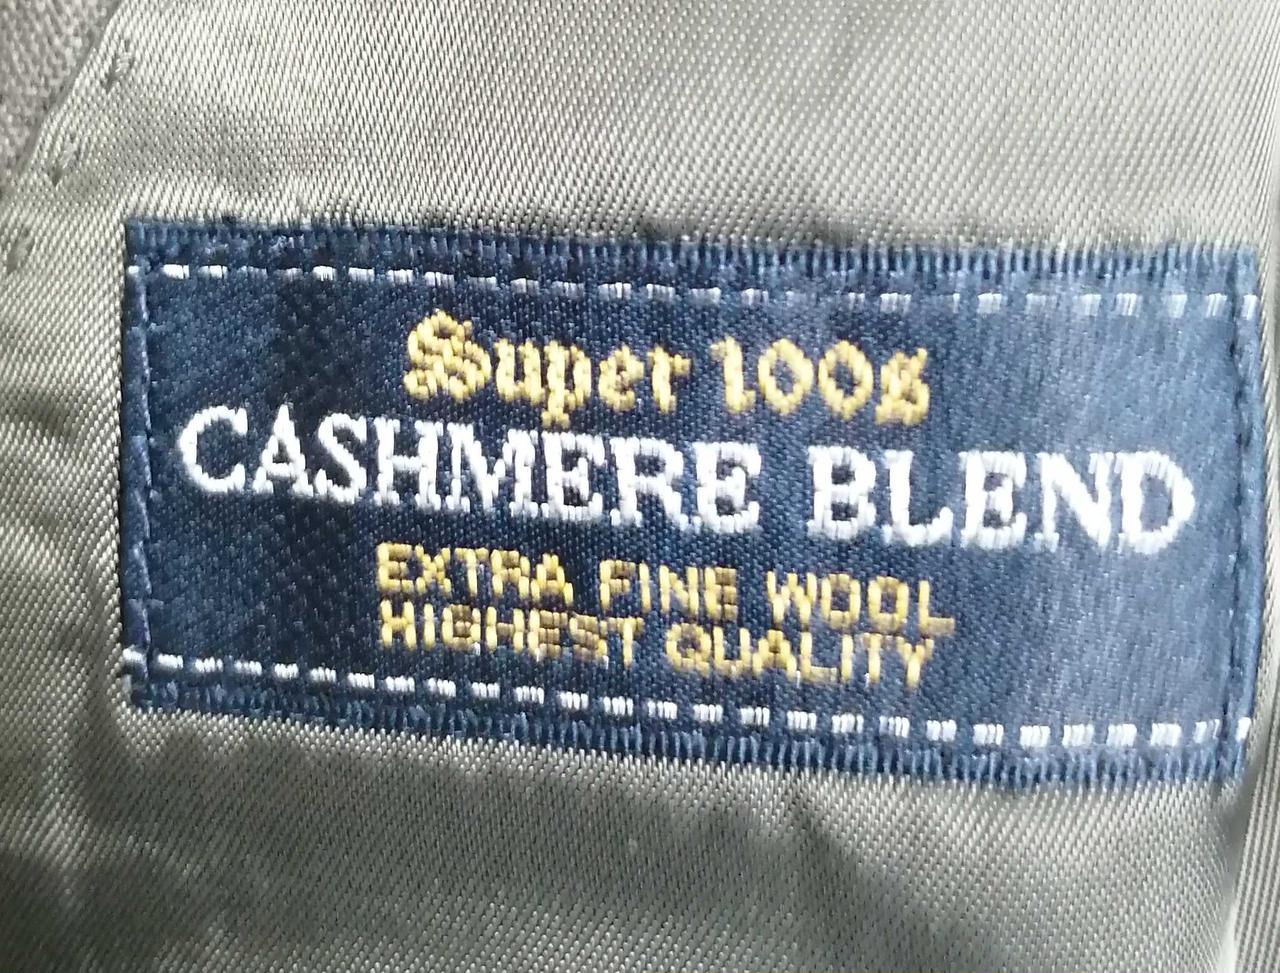 Super 100s
CASHMERE BLEND
EXTRA FINE WOOL
HIGHEST QUALITY